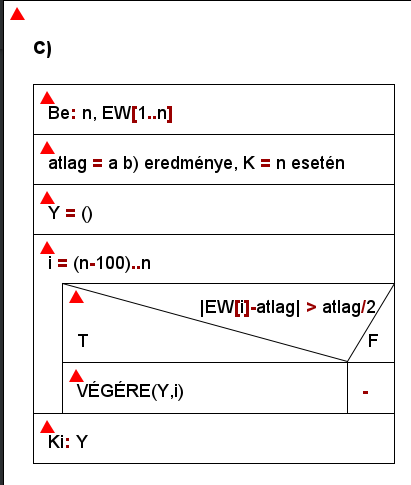 C)
Be: n, EW[1..n]
atlag = a b) eredménye, K = n esetén
Y = ()
i = (n-100)..n
|EW[i]-atlag| > atlag/2
T F
VÉGÉRE(Y,i) -
Ki: Y